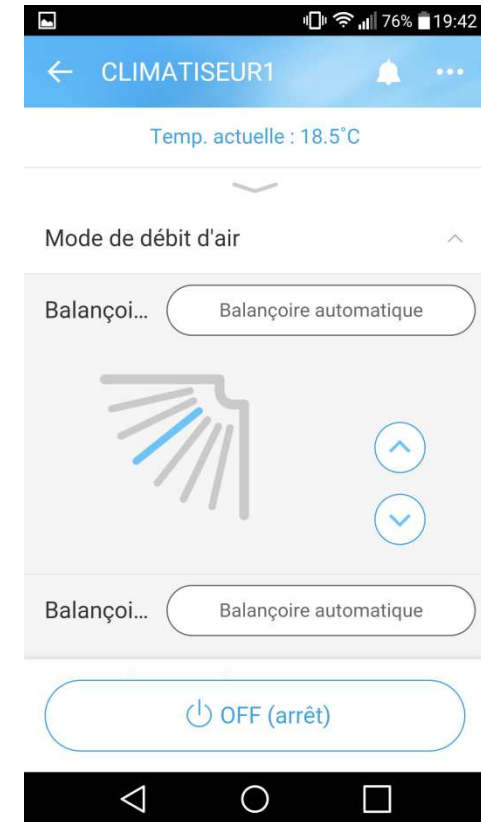 76% 19:42
CLIMATISEUR1
Temp. actuelle : 18.5°C
Mode de débit d'air
Balançoi... Balançoire automatique
Balançoi... Balançoire automatique
OFF (arrêt)